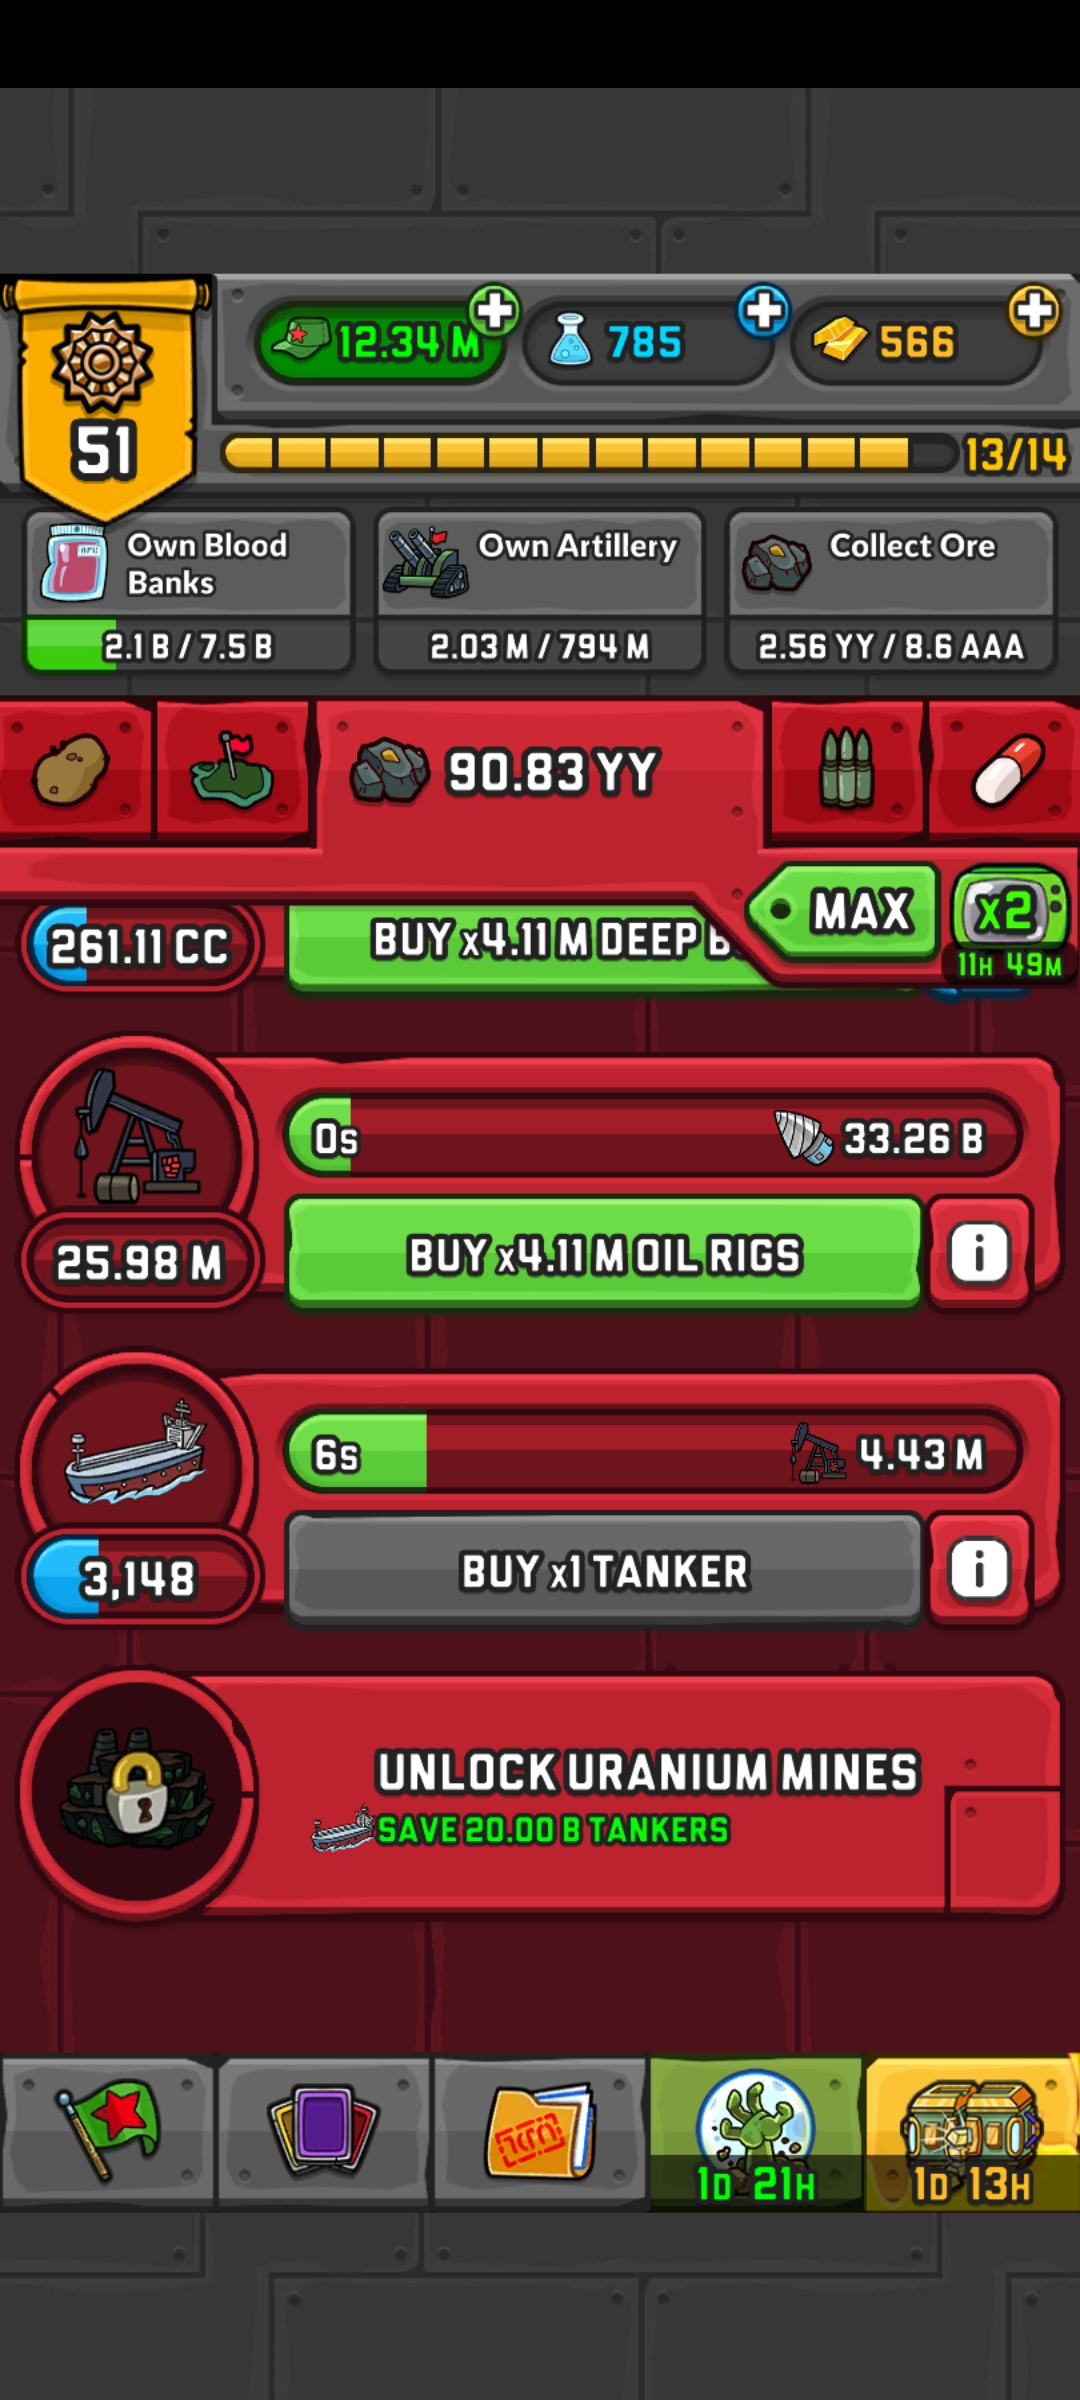 12.34 M
785
566
51
13/14
Own Blood
Banks
2.1 B / 7.5 B
Own Artillery
2.03 M / 794 M
Collect Ore
2.56 YY / 8.6 AAA
90.83 YY
MAX
x2
11H 49M
261.11 CC
BUY x4.11 M DEEP B
0s
33.26 B
25.98 M
BUY x4.11 M OIL RIGS
i
6s
4.43 M
3,148
BUY x1 TANKER
i
UNLOCK URANIUM MINES
SAVE 20.00 B TANKERS
1D 21H
1D 13H